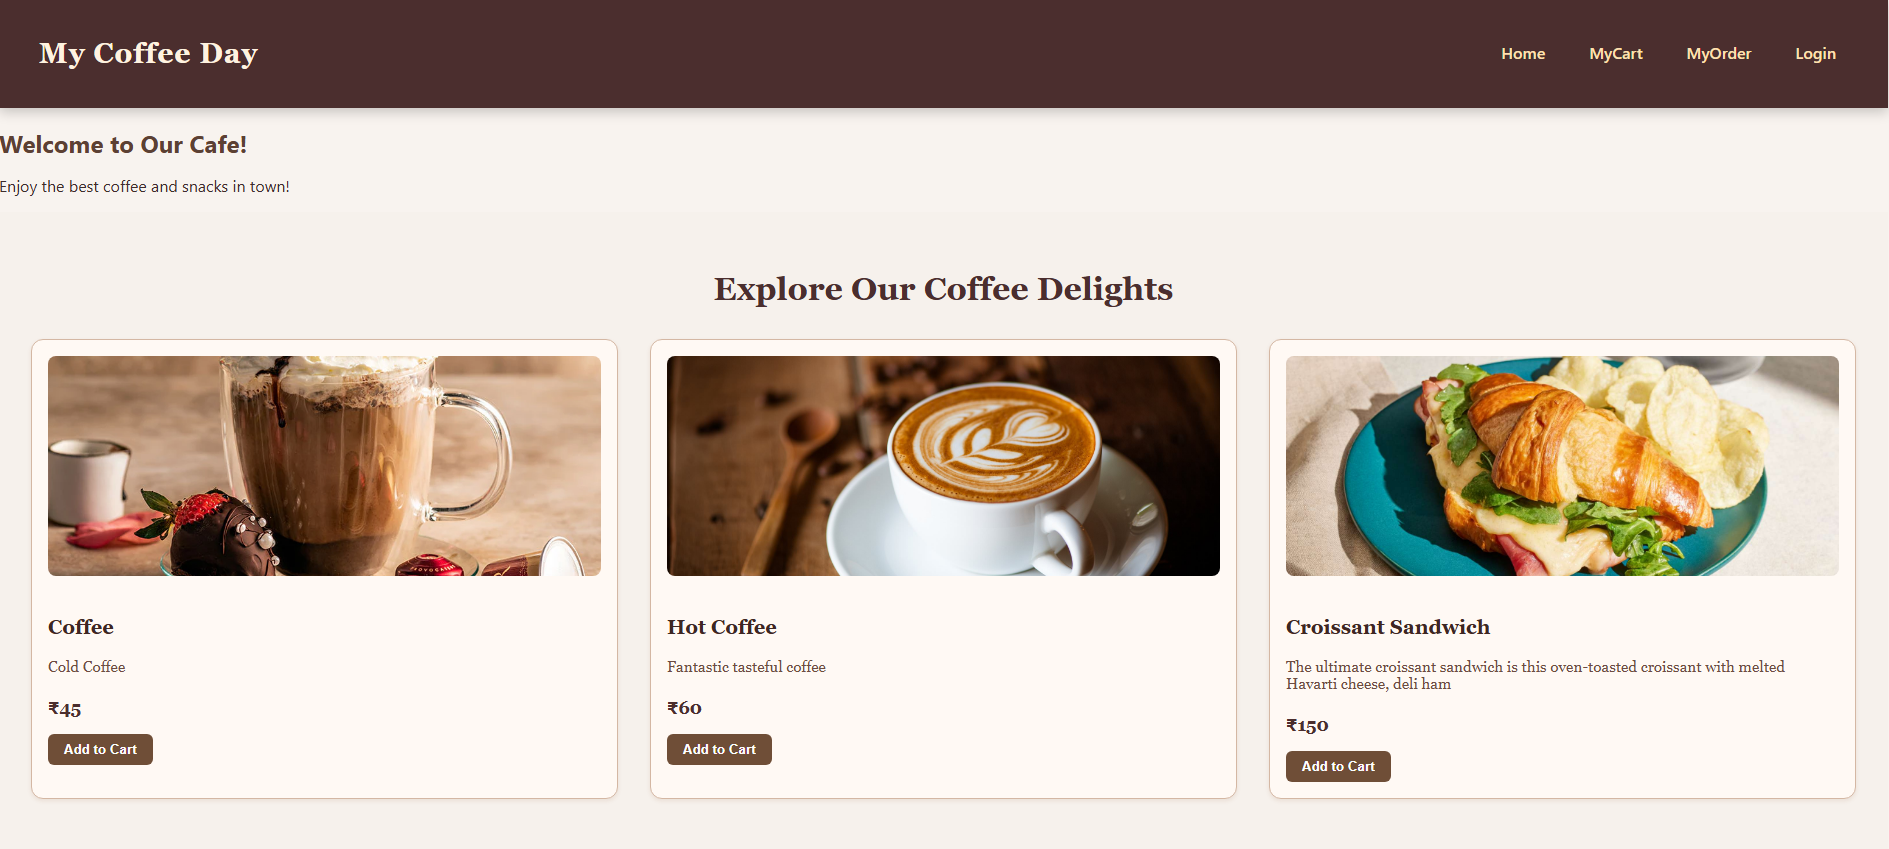 My Coffee Day
Home MyCart MyOrder Login
Welcome to Our Cafe!
Enjoy the best coffee and snacks in town!
Explore Our Coffee Delights
Coffee
Cold Coffee
₹45
Add to Cart
Hot Coffee
Fantastic tasteful coffee
₹60
Add to Cart
Croissant Sandwich
The ultimate croissant sandwich is this oven-toasted croissant with melted
Havarti cheese, deli ham
₹150
Add to Cart